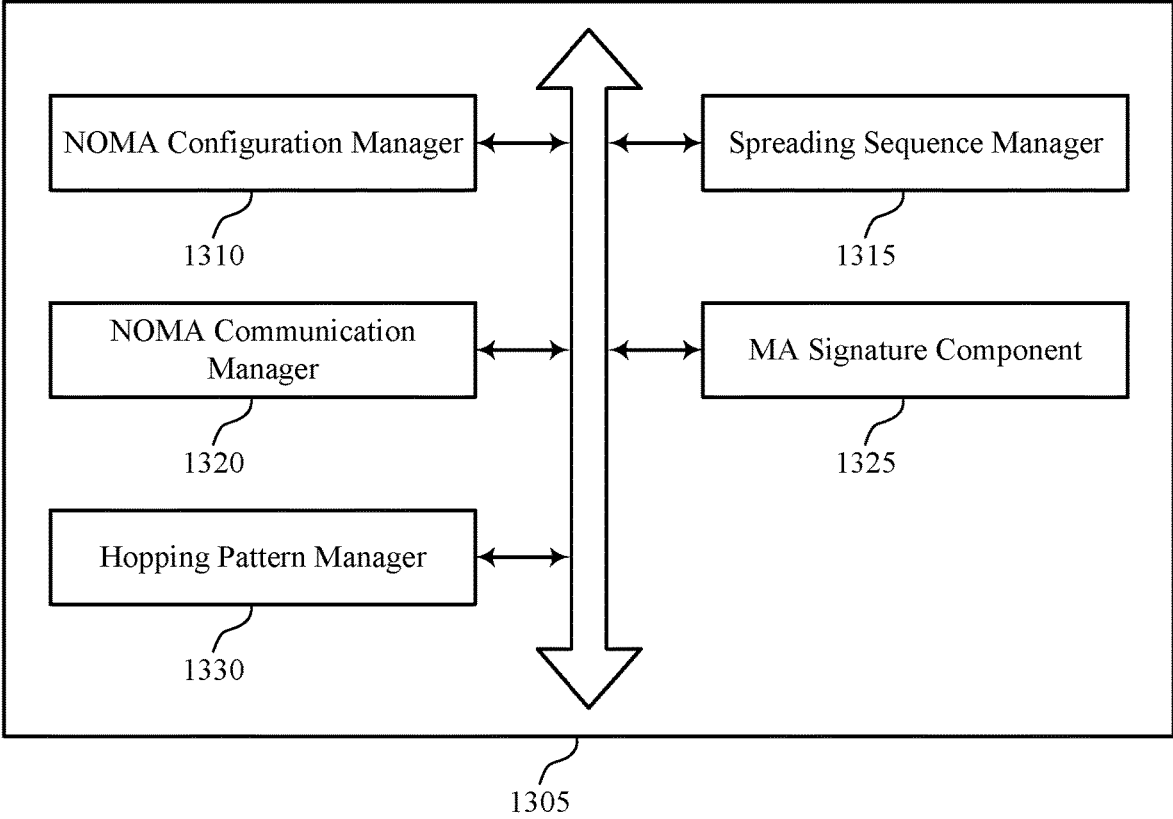 NOMA Configuration Manager
1310
Spreading Sequence Manager
1315
NOMA Communication
Manager
1320
MA Signature Component
1325
Hopping Pattern Manager
1330
1305